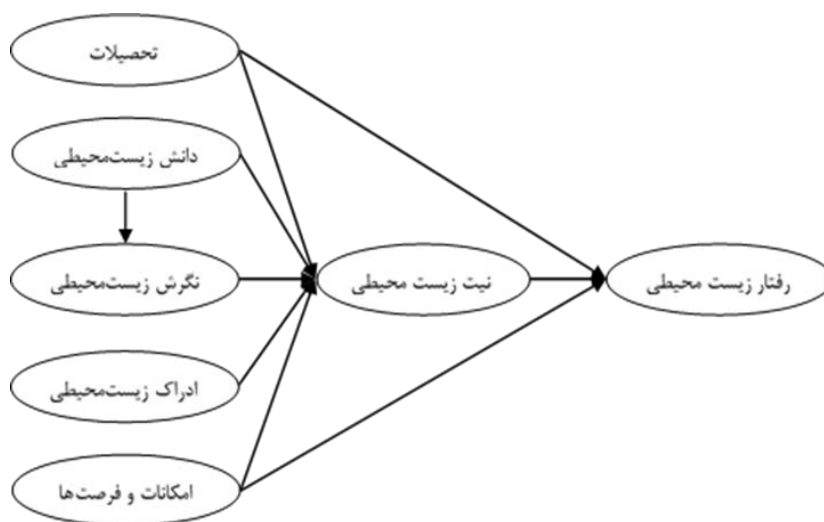 تحصیلات
دانش زیست‌محیطی
نگرش زیست‌محیطی
نیت زیست محیطی
رفتار زیست محیطی
ادراک زیست‌محیطی
امکانات و فرصت‌ها